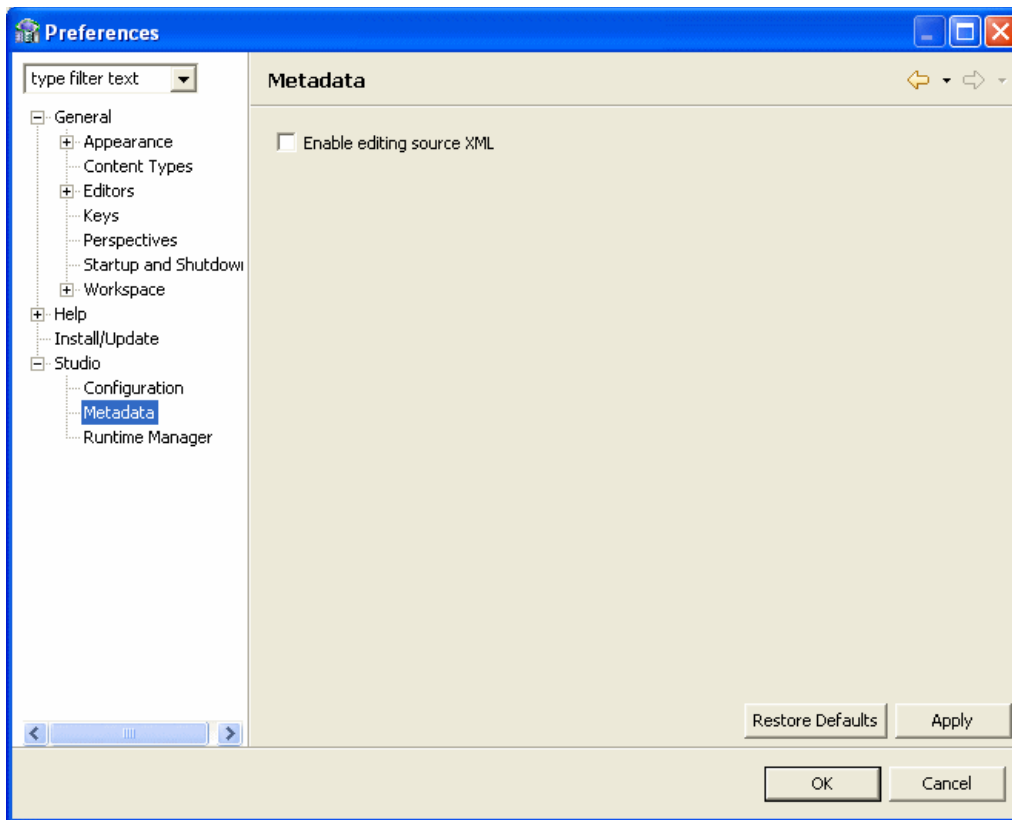 Preferences
type filter text
Metadata
General
Appearance
Content Types
Editors
Keys
Perspectives
Startup and Shutdow
Workspace
Help
Install/Update
Studio
Configuration
Metadata
Runtime Manager
Enable editing source XML
Restore Defaults
Apply
OK
Cancel